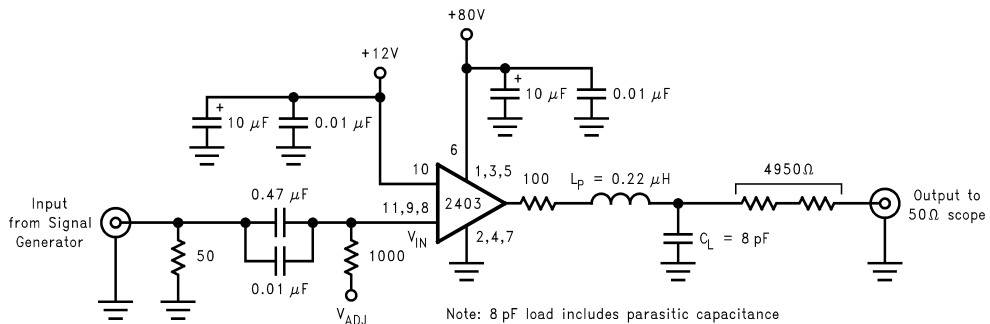 +80V
+12V
+
10 μF
0.01 μF
+
10 μF
0.01 μF
6
10
1,3,5
2403
11,9,8
V_IN
2,4,7
100
L_P = 0.22 μH
4950Ω
Output to
50Ω scope
Input
from Signal
Generator
0.47 μF
50
0.01 μF
1000
V_ADJ
C_L = 8 pF
Note: 8 pF load includes parasitic capacitance